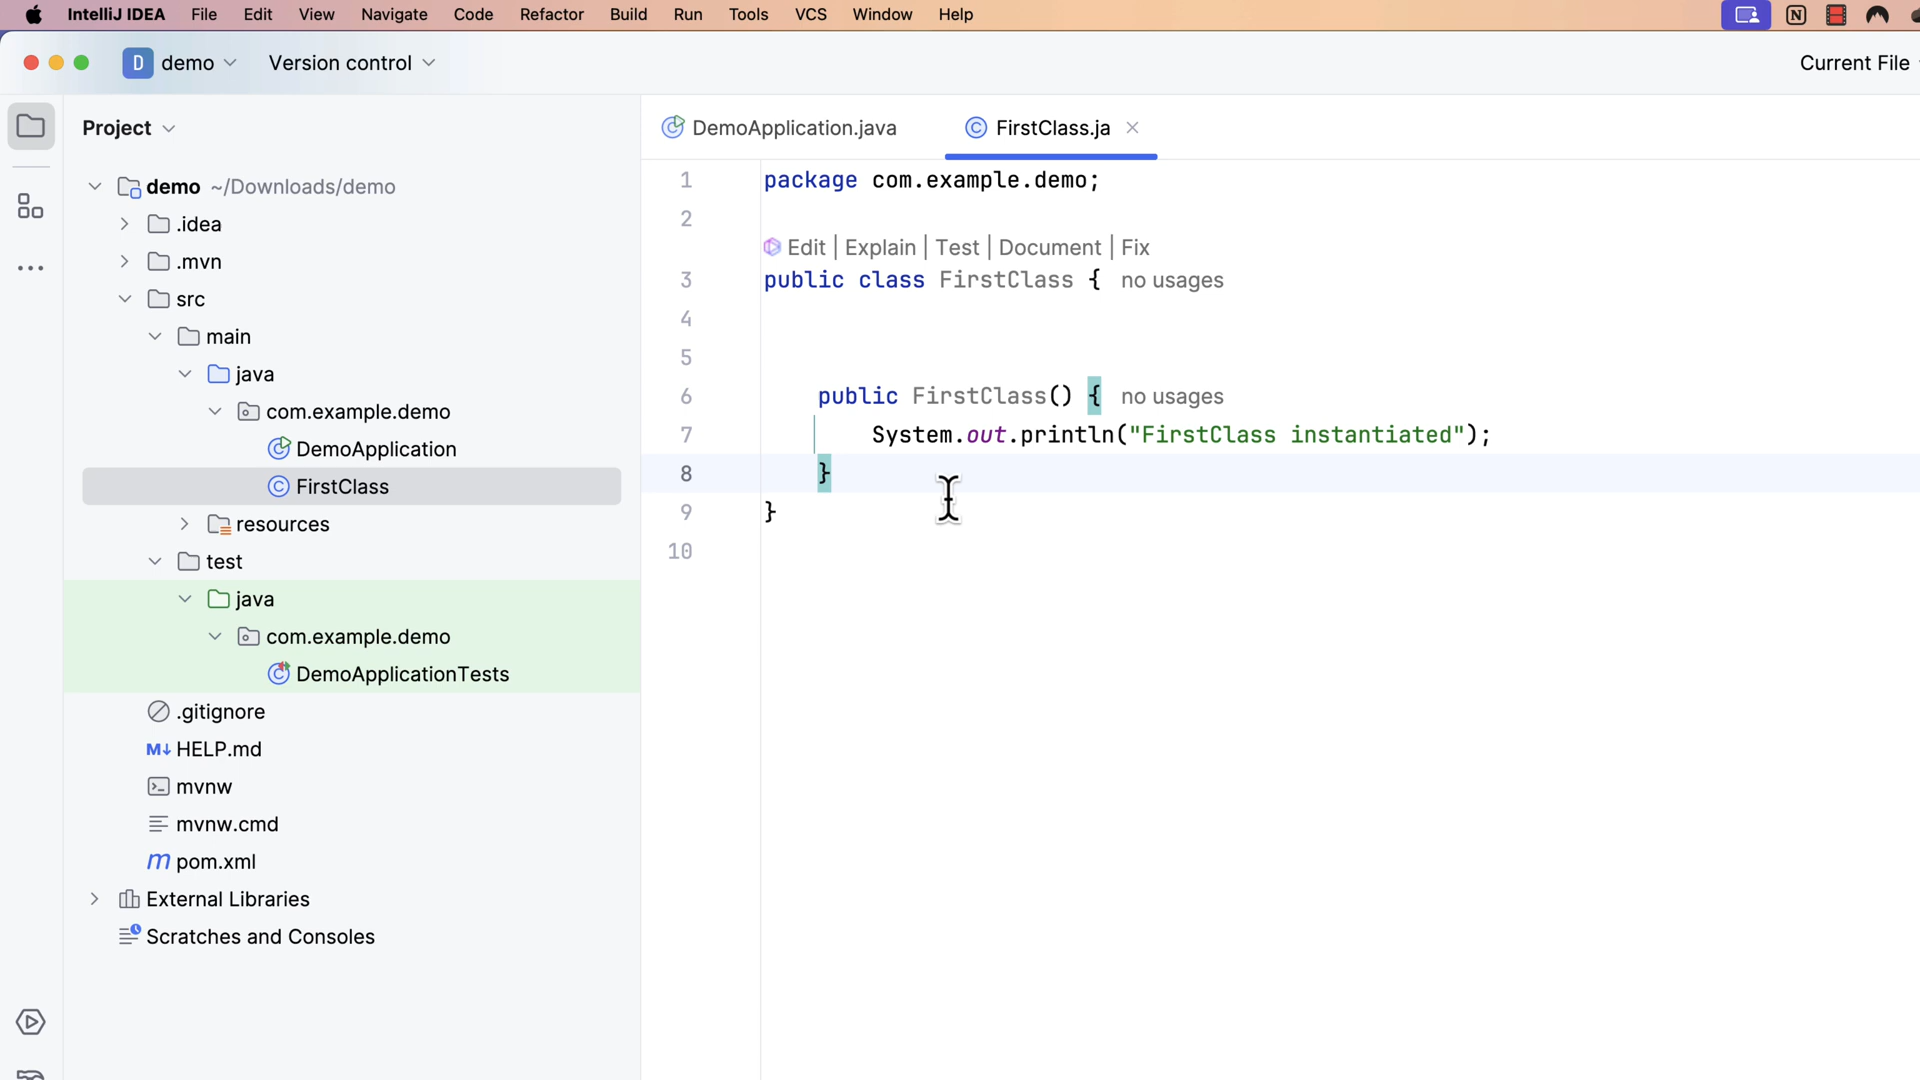 IntelliJ IDEA File Edit View Navigate Code Refactor Build Run Tools VCS Window Help
D demo Version control Current File
Project
DemoApplication.java FirstClass.ja
demo ~/Downloads/demo
.idea
.mvn
src
main
java
com.example.demo
DemoApplication
FirstClass
resources
test
java
com.example.demo
DemoApplicationTests
.gitignore
M↓ HELP.md
mvnw
mvnw.cmd
m pom.xml
External Libraries
Scratches and Consoles
1 package com.example.demo;
2
Edit | Explain | Test | Document | Fix
3 public class FirstClass { no usages
4
5
6 public FirstClass() { no usages
7 System.out.println("FirstClass instantiated");
8 }
9 }
10